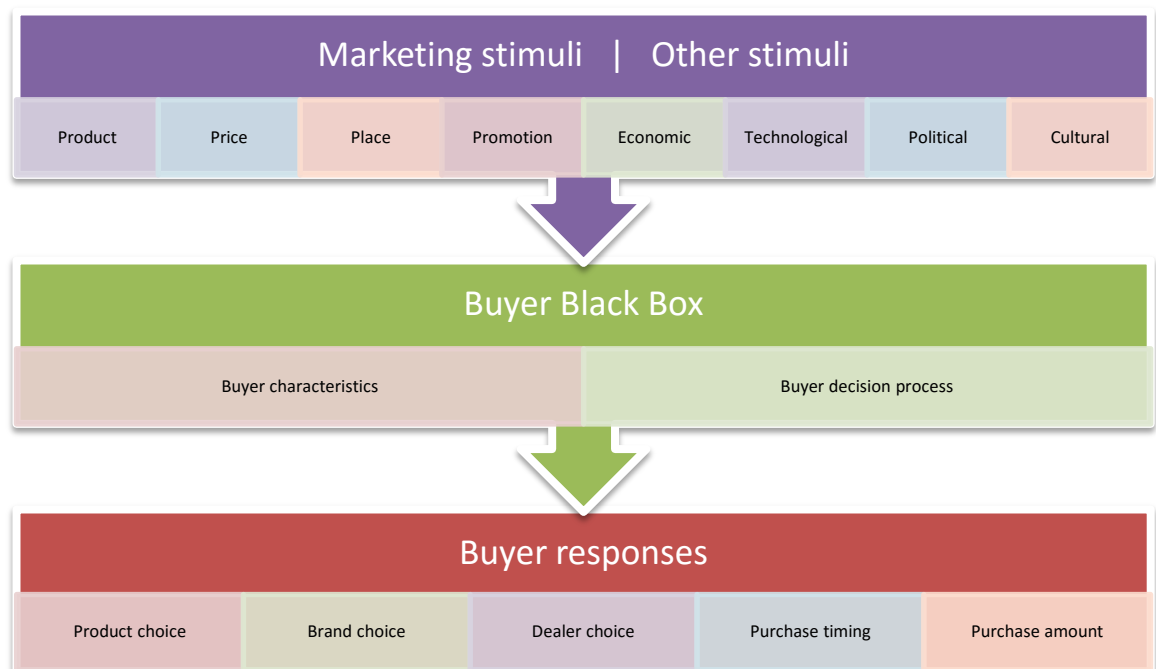 Marketing stimuli | Other stimuli
Product
Price
Place
Promotion
Economic
Technological
Political
Cultural
Buyer Black Box
Buyer characteristics
Buyer decision process
Buyer responses
Product choice
Brand choice
Dealer choice
Purchase timing
Purchase amount